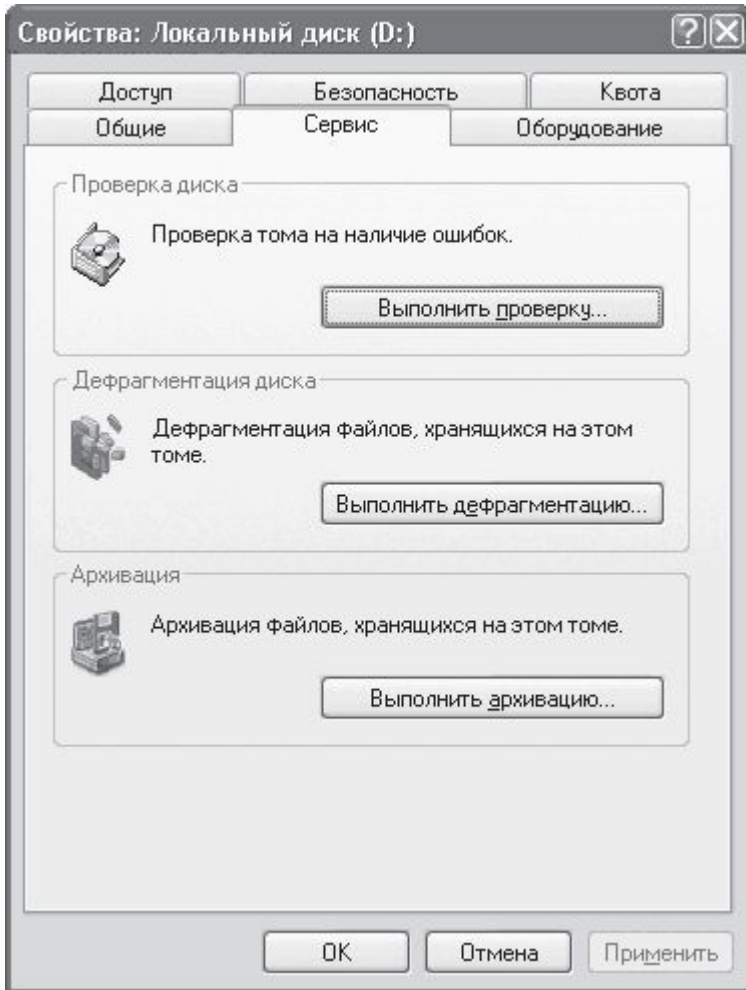 Свойства: Локальный диск (D:)
Доступ
Безопасность
Квота
Общие
Сервис
Оборудование
Проверка диска
Проверка тома на наличие ошибок.
Выполнить проверку...
Дефрагментация диска
Дефрагментация файлов, хранящихся на этом
томе.
Выполнить дефрагментацию...
Архивация
Архивация файлов, хранящихся на этом томе.
Выполнить архивацию...
OK
Отмена
Применить